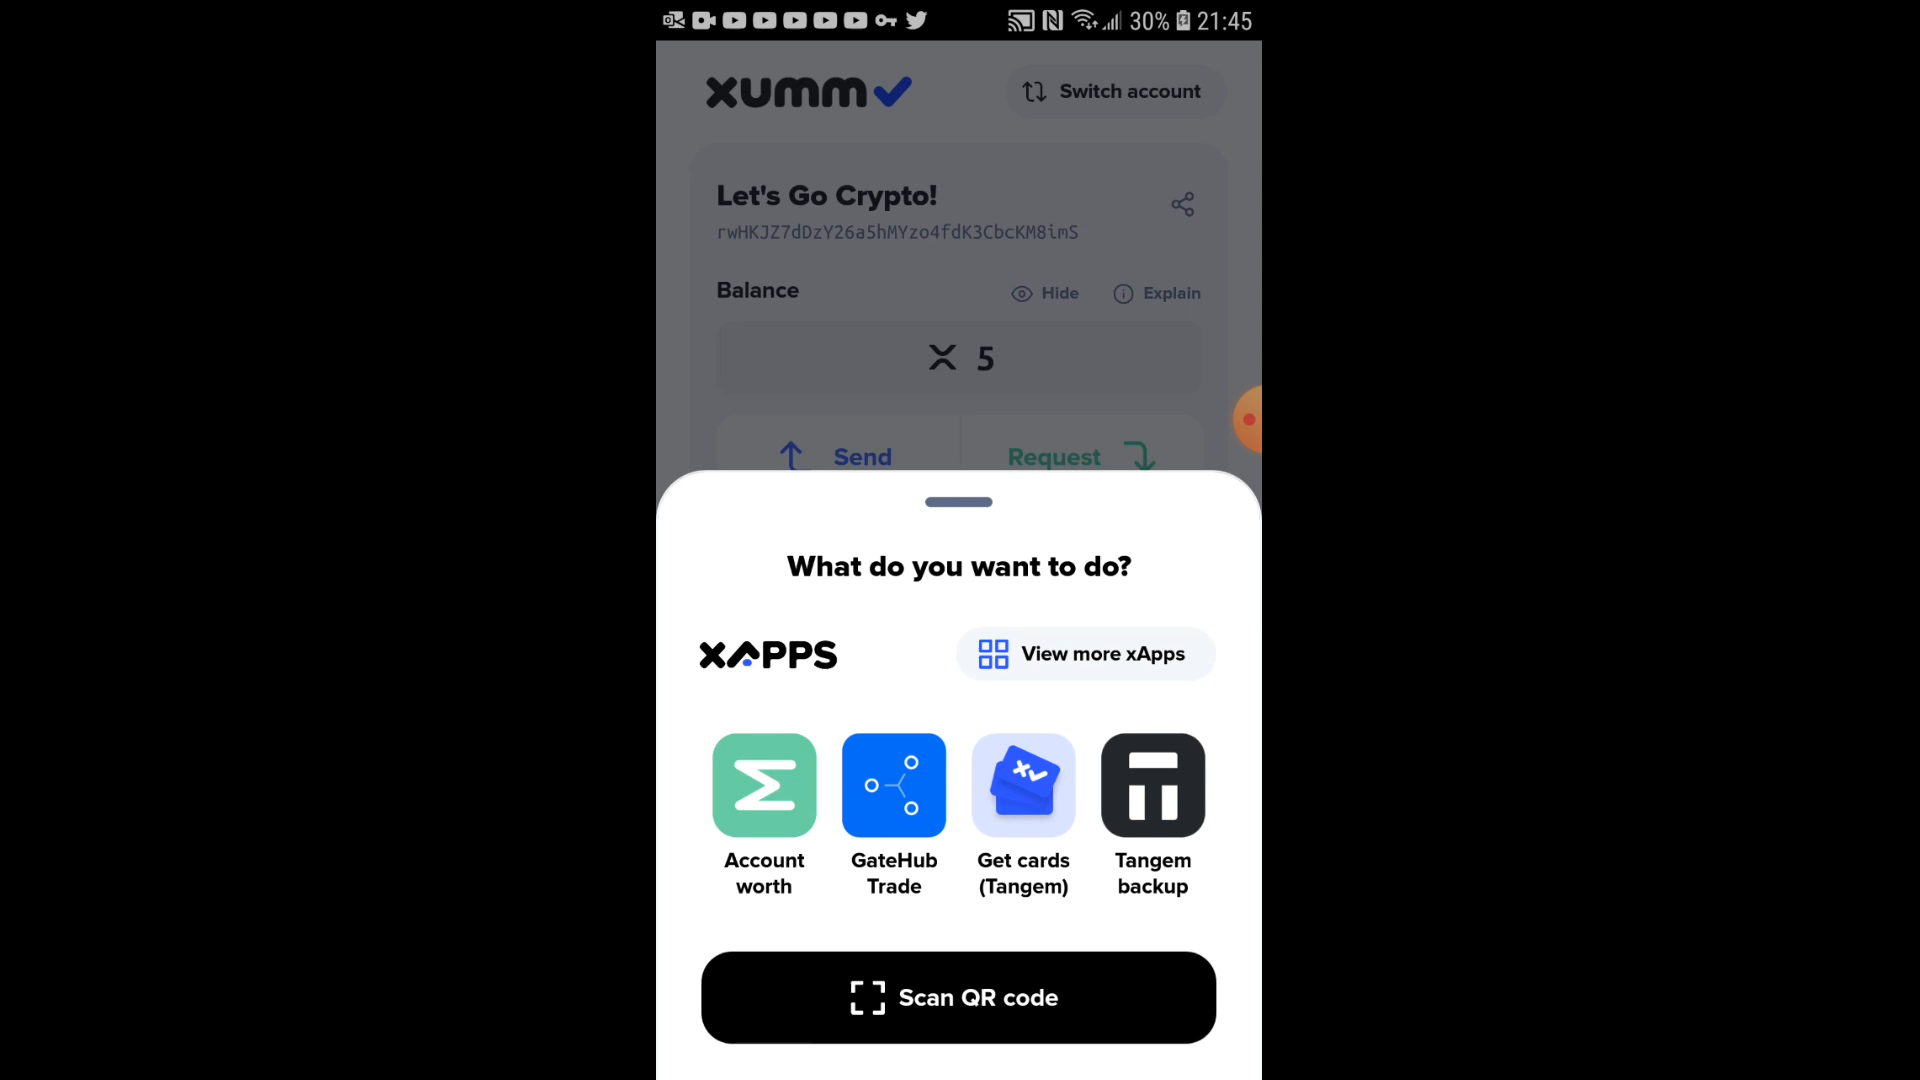 30% 21:45
xumm Switch account
Let's Go Crypto!
rwHKJZ7dDzY26a5hMYzo4fdK3CbcKM8imS
Balance Hide Explain
5
Send Request
What do you want to do?
XAPPS View more xApps
Account worth
GateHub Trade
Get cards (Tangem)
Tangem backup
Scan QR code